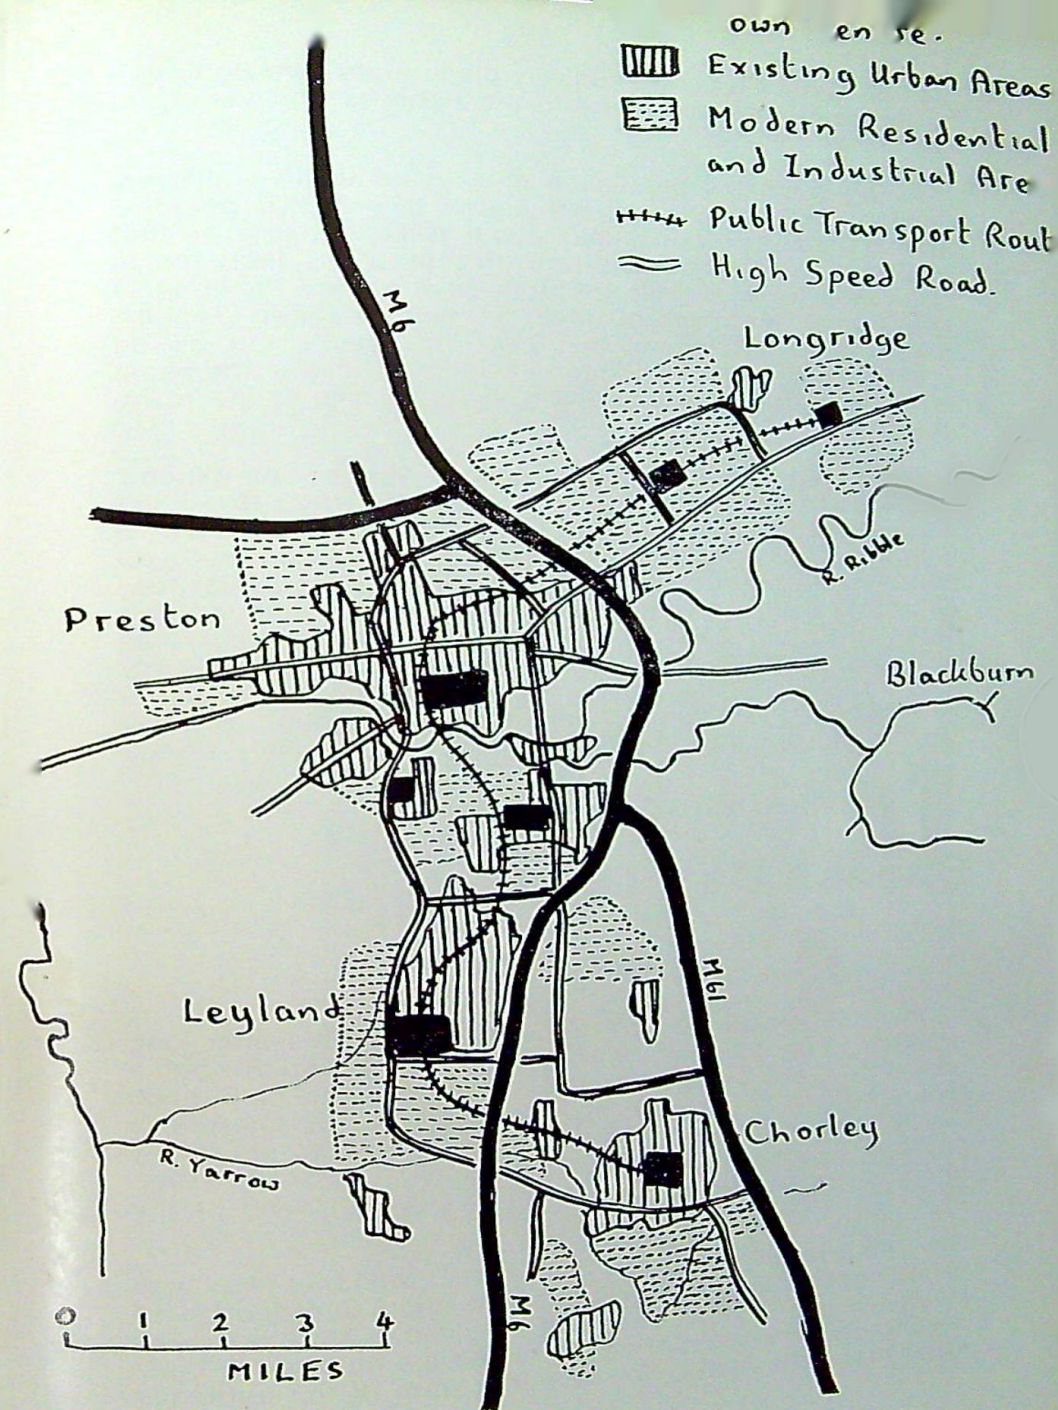 own en re.
Existing Urban Areas
Modern Residential
and Industrial Are
Public Transport Rout
High Speed Road.
M6
Longridge
R. Ribble
Preston
Blackburn
M61
Leyland
Chorley
R. Yarrow
M6
0 1 2 3 4
MILES